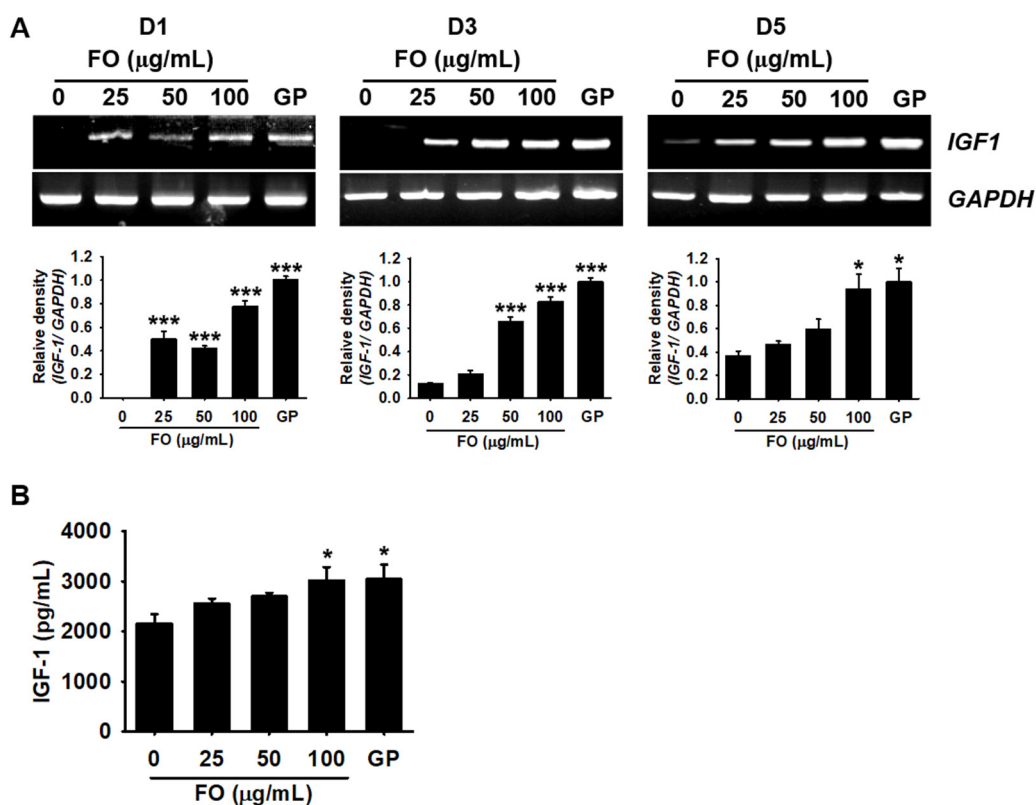 A
D1 D3 D5
FO (μg/mL) FO (μg/mL) FO (μg/mL)
0 25 50 100 GP 0 25 50 100 GP 0 25 50 100 GP
IGF1
GAPDH
Relaive density
(IGF-1/ GAPDH)
1.2
1.0
0.8
0.6
0.4
0.2
0.0
*** *** *** ***
0 25 50 100 GP
FO (μg/mL)
Relaive density
(IGF-1/ GAPDH)
1.2
1.0
0.8
0.6
0.4
0.2
0.0
*** *** ***
0 25 50 100 GP
FO (μg/mL)
Relaive density
(IGF-1/ GAPDH)
1.2
1.0
0.8
0.6
0.4
0.2
0.0
* *
0 25 50 100 GP
FO (μg/mL)
B
IGF-1 (pg/mL)
4000
3000
2000
1000
0
* *
0 25 50 100 GP
FO (μg/mL)